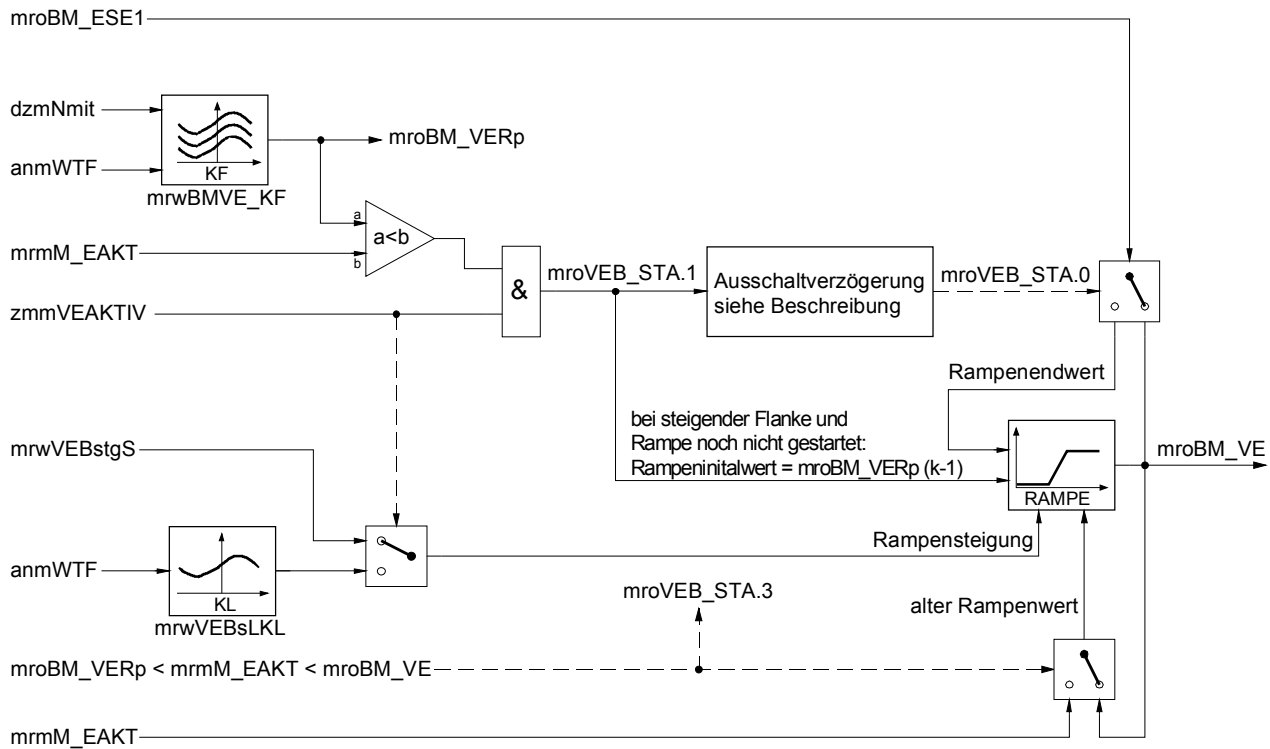 mroBM_ESE1
dzmNmit
anmWTF
KF
mrwBMVE_KF
mroBM_VERp
mrmM_EAKT
a
b
a<b
zmmVEAKTIV
&
mroVEB_STA.1
Ausschaltverzögerung
siehe Beschreibung
mroVEB_STA.0
Rampenendwert
bei steigender Flanke und
Rampe noch nicht gestartet:
Rampeninitalwert = mroBM_VERp (k-1)
RAMPE
mroBM_VE
mrwVEBstgS
anmWTF
KL
mrwVEBsLKL
Rampensteigung
mroVEB_STA.3
alter Rampenwert
mroBM_VERp < mrmM_EAKT < mroBM_VE
mrmM_EAKT